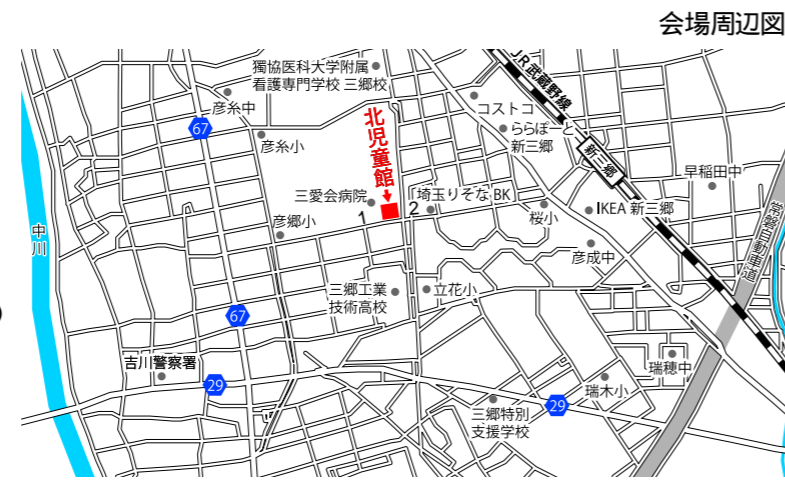 会場周辺図
獨協医科大学附属
看護専門学校 三郷校
JR武蔵野線
彦糸中
コストコ
67
彦糸小
北児童館
ららぽーと
新三郷
新三郷
早稲田中
三愛会病院
1
2
「埼玉りそなBK
桜小
IKEA 新三郷
常磐自動車道
彦郷小
中川
彦成中
三郷工業
技術高校
立花小
67
吉川警察署
29
瑞穂中
瑞木小
三郷特別
支援学校
29